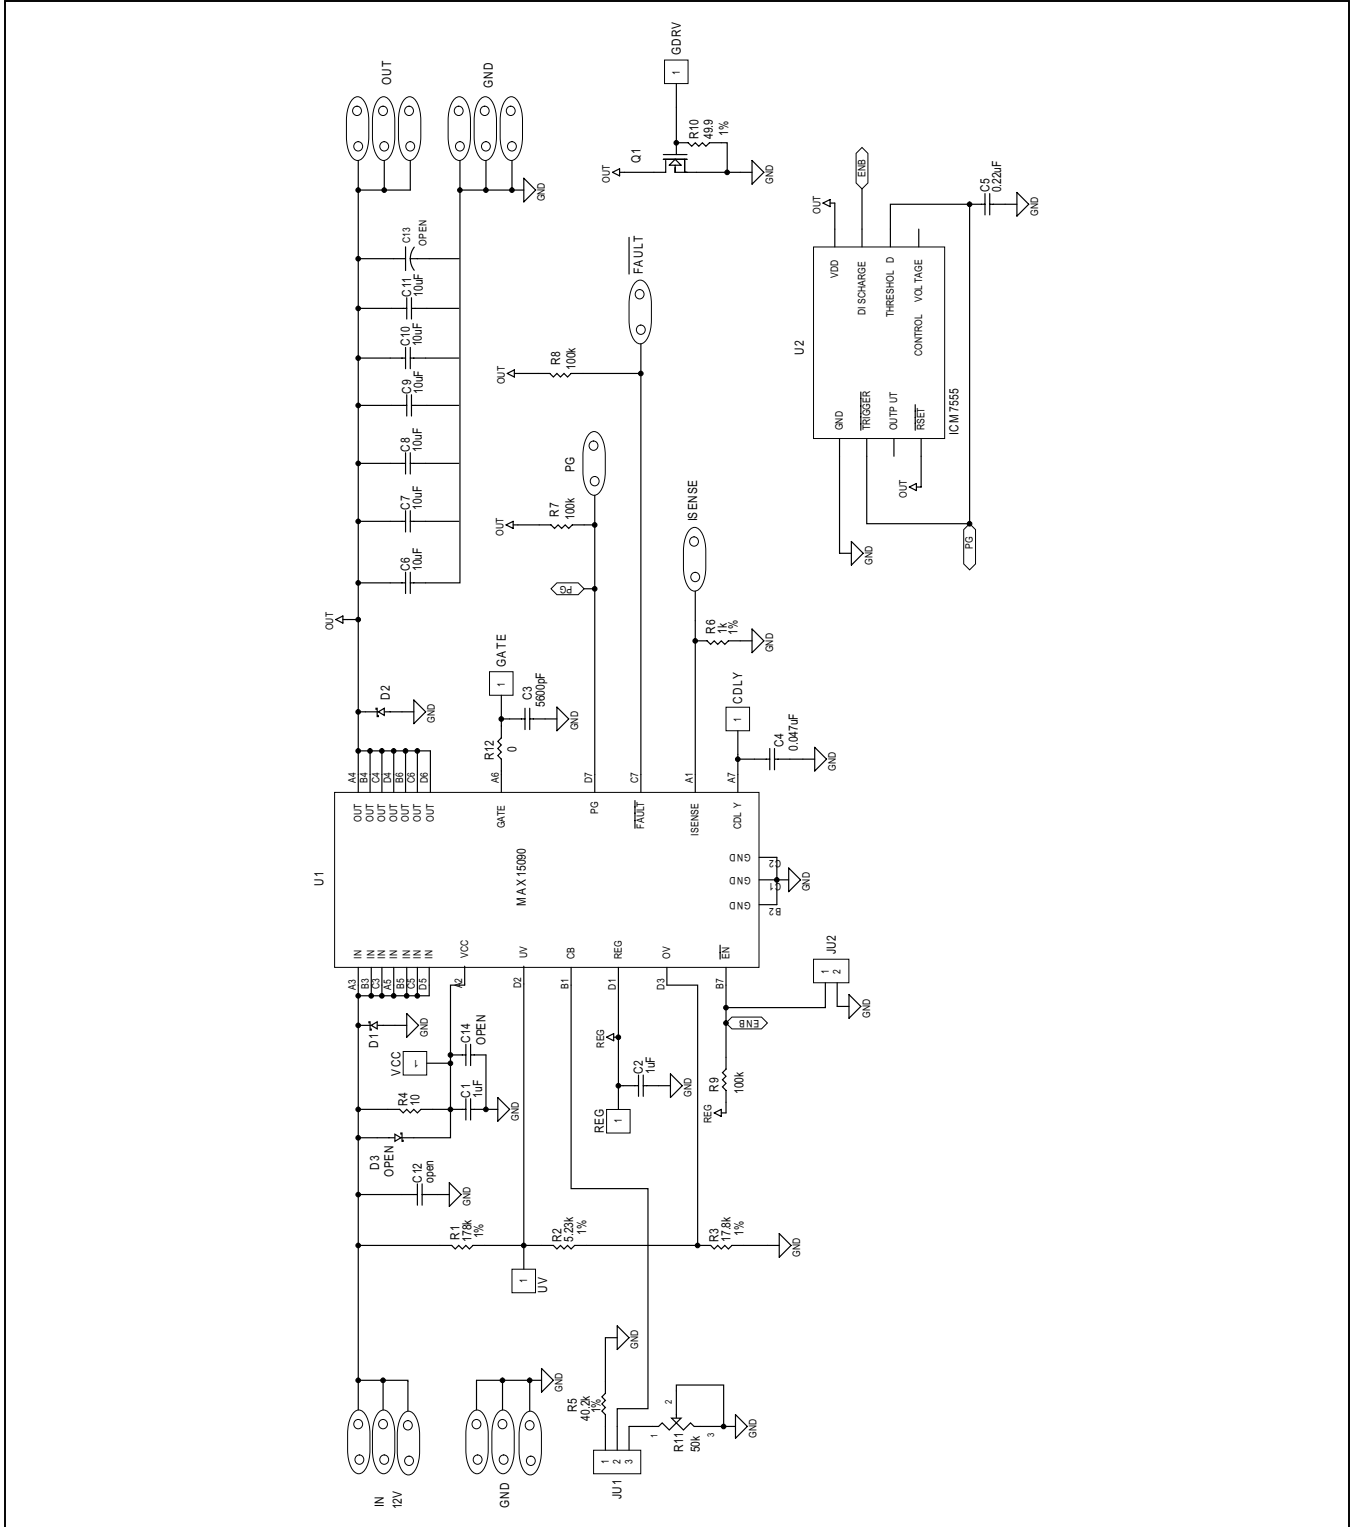 IN
12V
GND
GND
JU1
1
2
3
R5
40.2k
1%
GND
1
2
3
R11
50k
GND
R1
178k
1%
1
UV
R2
5.23k
1%
R3
17.8k
1%
GND
C12
open
GND
D3
OPEN
R4
10
VCC
1
C1
1uF
C14
OPEN
GND
D1
GND
REG
1
REG
C2
1uF
GND
REG
R9
100k
ENB
JU2
1
2
GND
A3
B3
C3
A5
B5
C5
D5
A2
D2
B1
D1
D3
B7
U1
MAX15090
IN
IN
IN
IN
IN
IN
IN
VCC
UV
CB
REG
OV
EN
GND
GND
GND
B2
C1
C2
GND
OUT
OUT
OUT
OUT
OUT
OUT
OUT
GATE
PG
FAULT
ISENSE
CDL Y
A4
B4
C4
D4
B6
C6
D6
A6
D7
C7
A1
A7
D2
GND
R12
0
1
GATE
C3
5600pF
GND
1
CDLY
C4
0.047uF
GND
R6
1k
1%
GND
ISENSE
PG
OUT
R7
100k
PG
OUT
R8
100k
FAULT
OUT
C6
10uF
C7
10uF
C8
10uF
C9
10uF
C10
10uF
C11
10uF
C13
OPEN
OUT
GND
GND
OUT
Q1
R10
49.9
1%
GND
1
GDRV
U2
ICM7555
GND
TRIGGER
OUTP UT
RSET
VDD
DI SCHARGE
THRESHOL D
CONTROL VOL TAGE
OUT
GND
PG
OUT
ENB
C5
0.22uF
GND